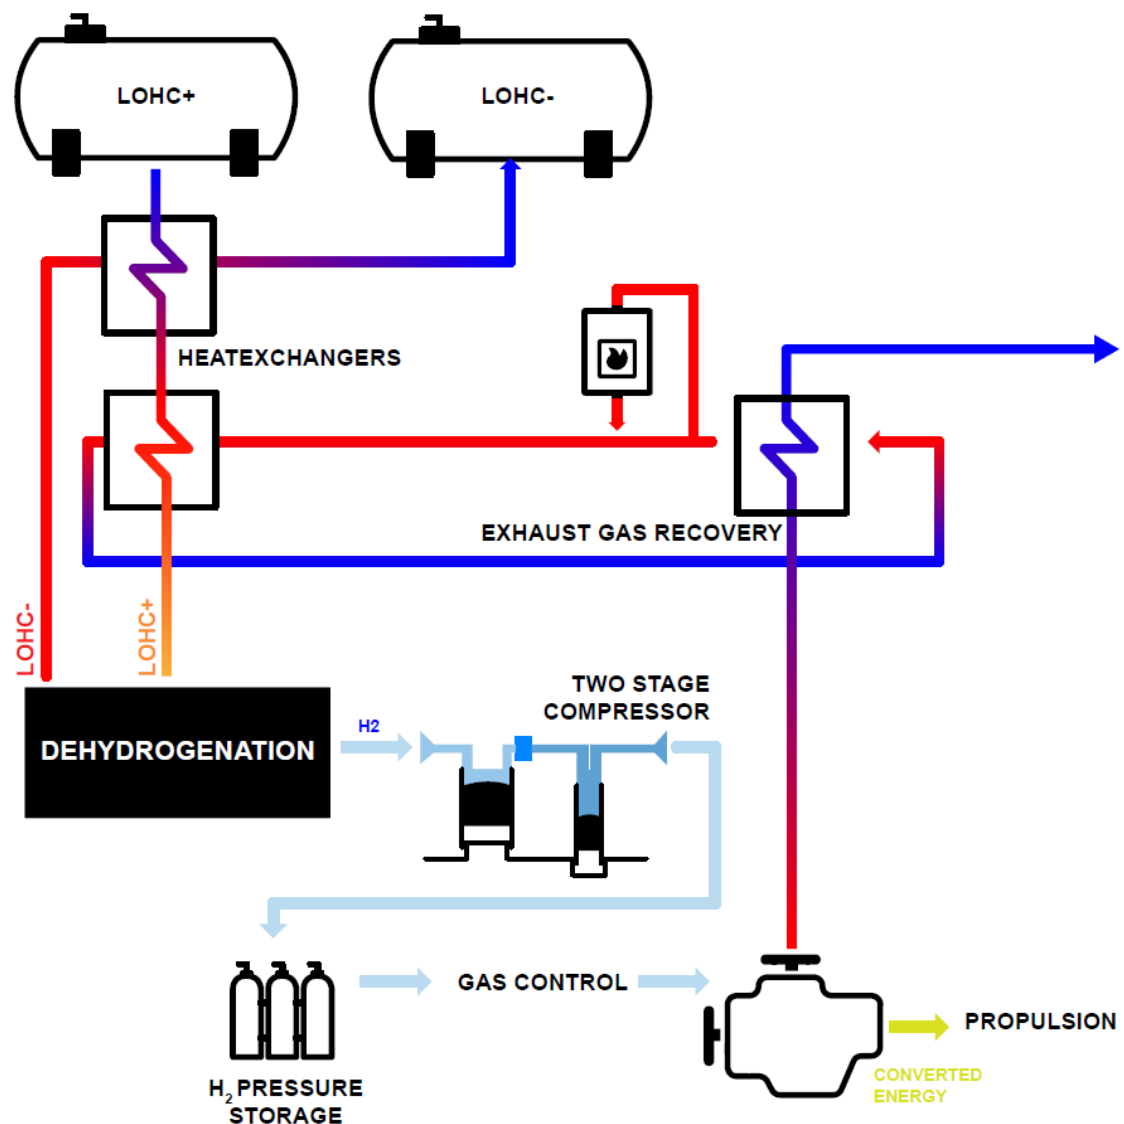 LOHC+
LOHC-
HEATEXCHANGERS
EXHAUST GAS RECOVERY
LOHC-
LOHC+
TWO STAGE
COMPRESSOR
H2
DEHYDROGENATION
GAS CONTROL
PROPULSION
CONVERTED
ENERGY
H₂ PRESSURE
STORAGE